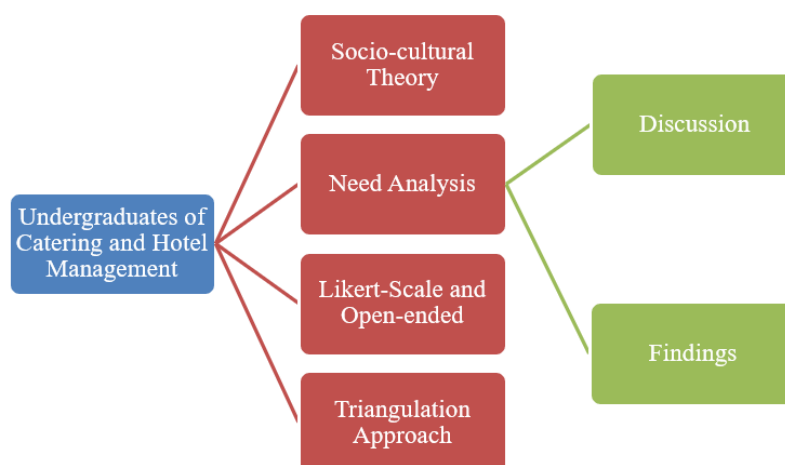 Undergraduates of
Catering and Hotel
Management
Socio-cultural
Theory
Need Analysis
Likert-Scale and
Open-ended
Triangulation
Approach
Discussion
Findings